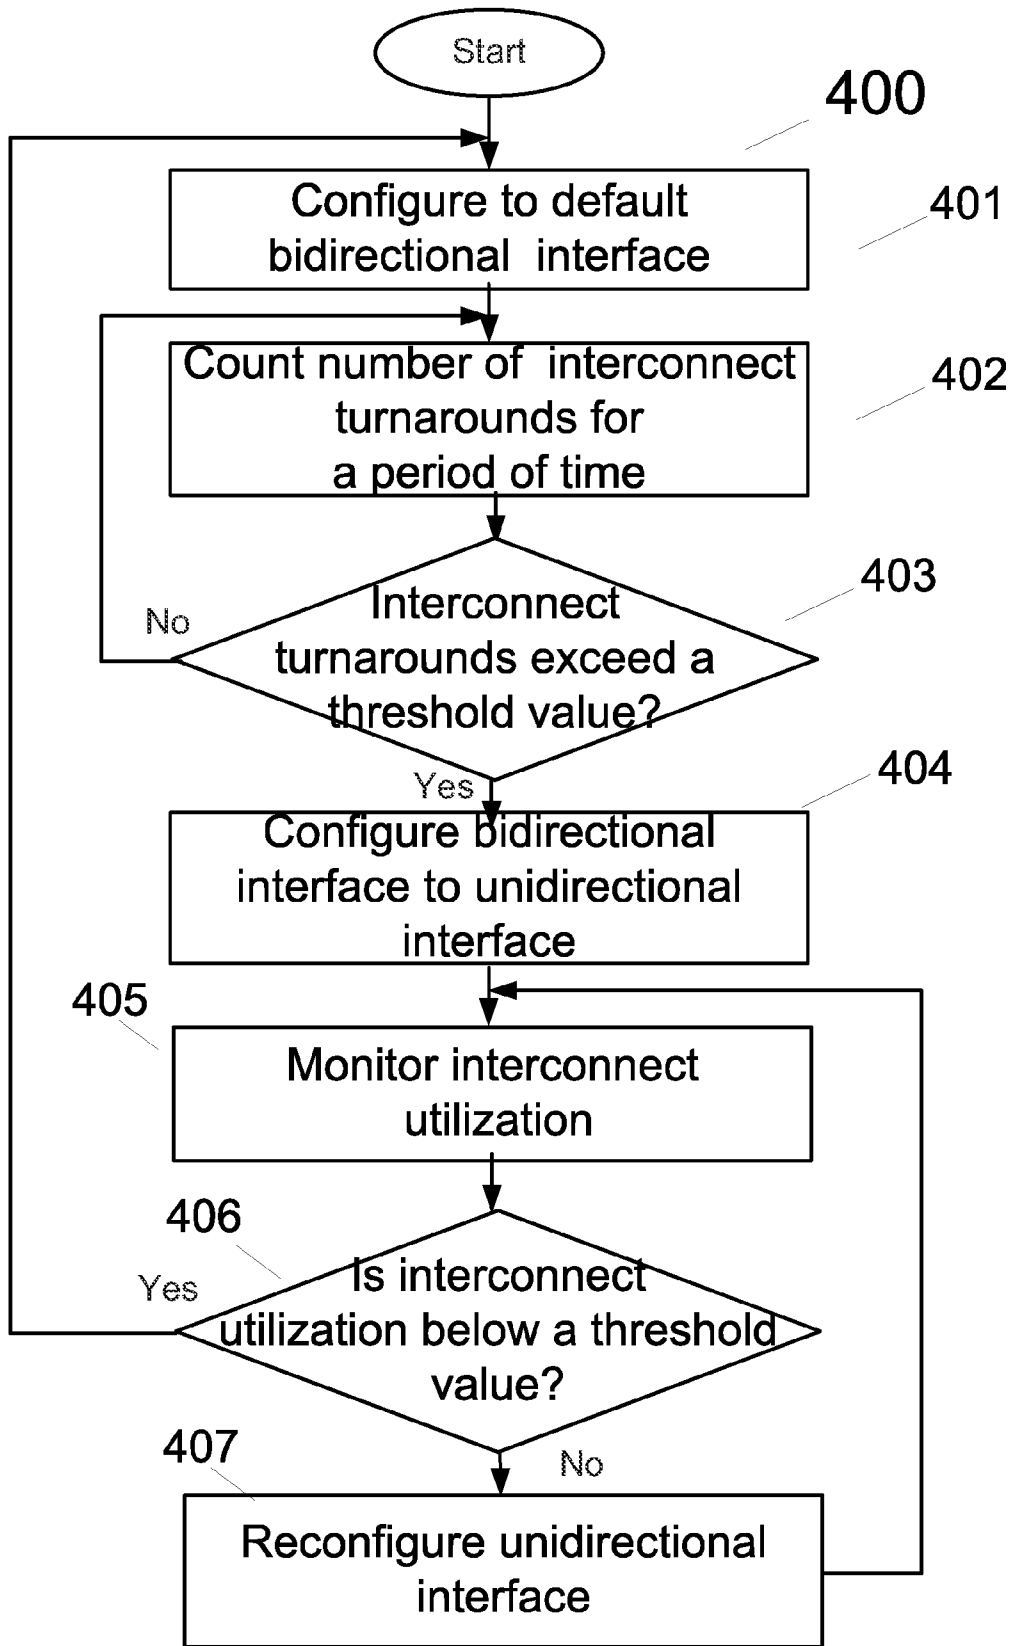 Start
400
Configure to default
bidirectional interface
401
Count number of interconnect
turnarounds for
a period of time
402
Interconnect
turnarounds exceed a
threshold value?
403
No
Yes
404
Configure bidirectional
interface to unidirectional
interface
405
Monitor interconnect
utilization
406
Yes
Is interconnect
utilization below a threshold
value?
407
No
Reconfigure unidirectional
interface